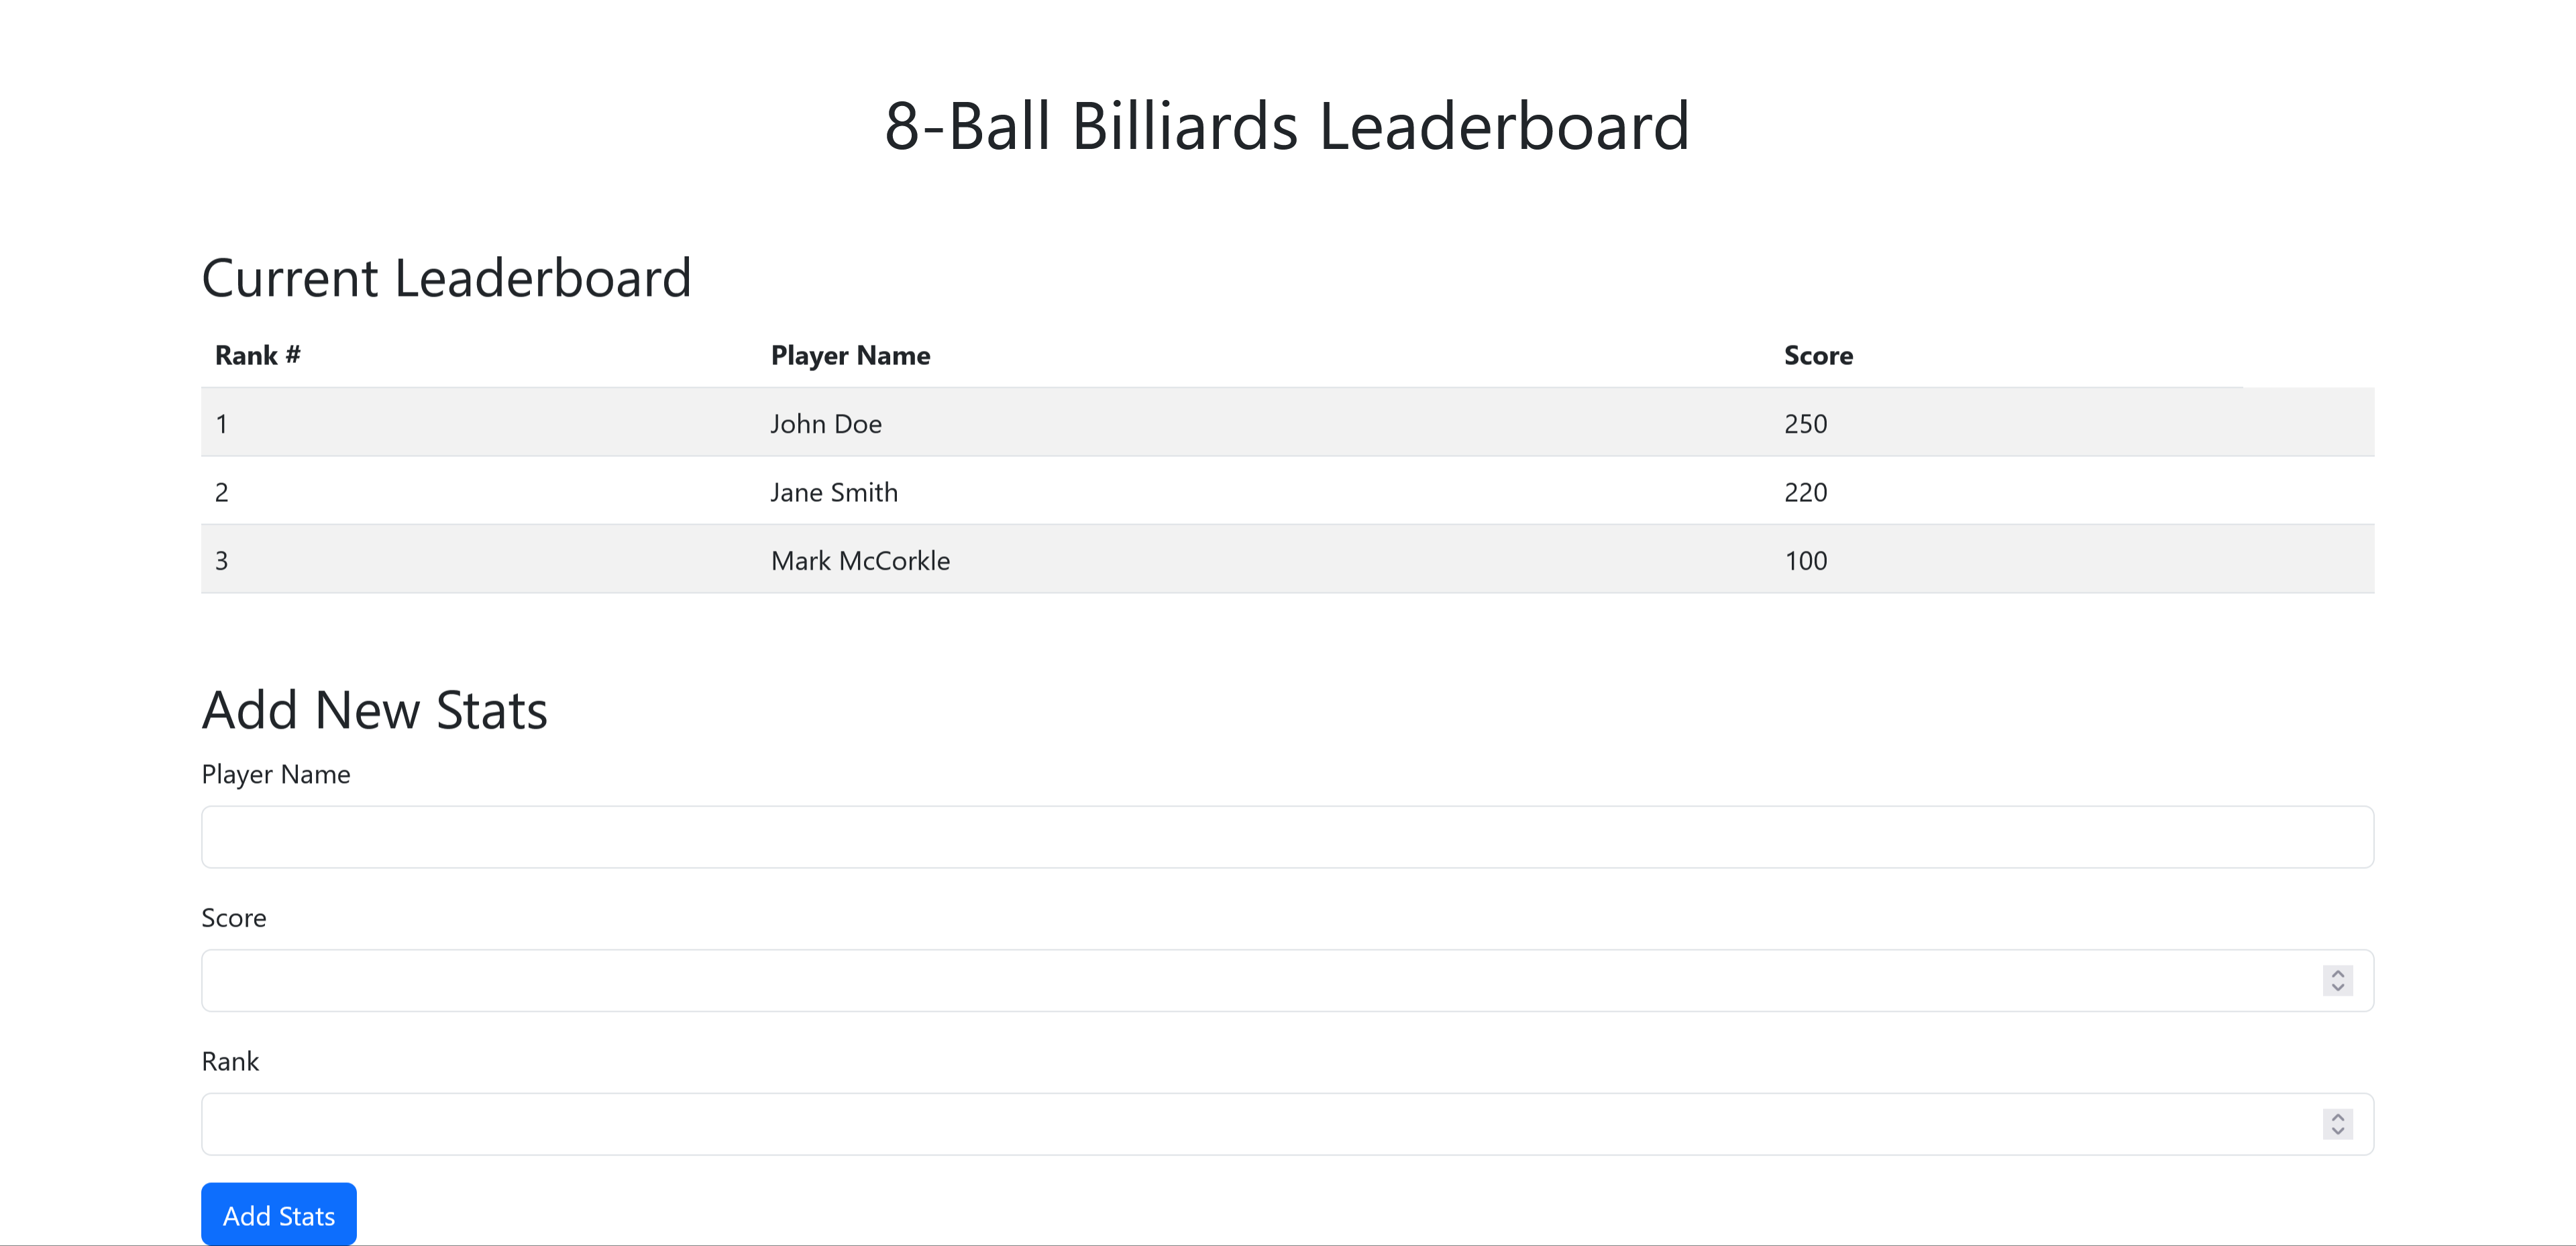 8-Ball Billiards Leaderboard
Current Leaderboard
Rank # Player Name Score
1 John Doe 250
2 Jane Smith 220
3 Mark McCorkle 100
Add New Stats
Player Name
Score
Rank
Add Stats